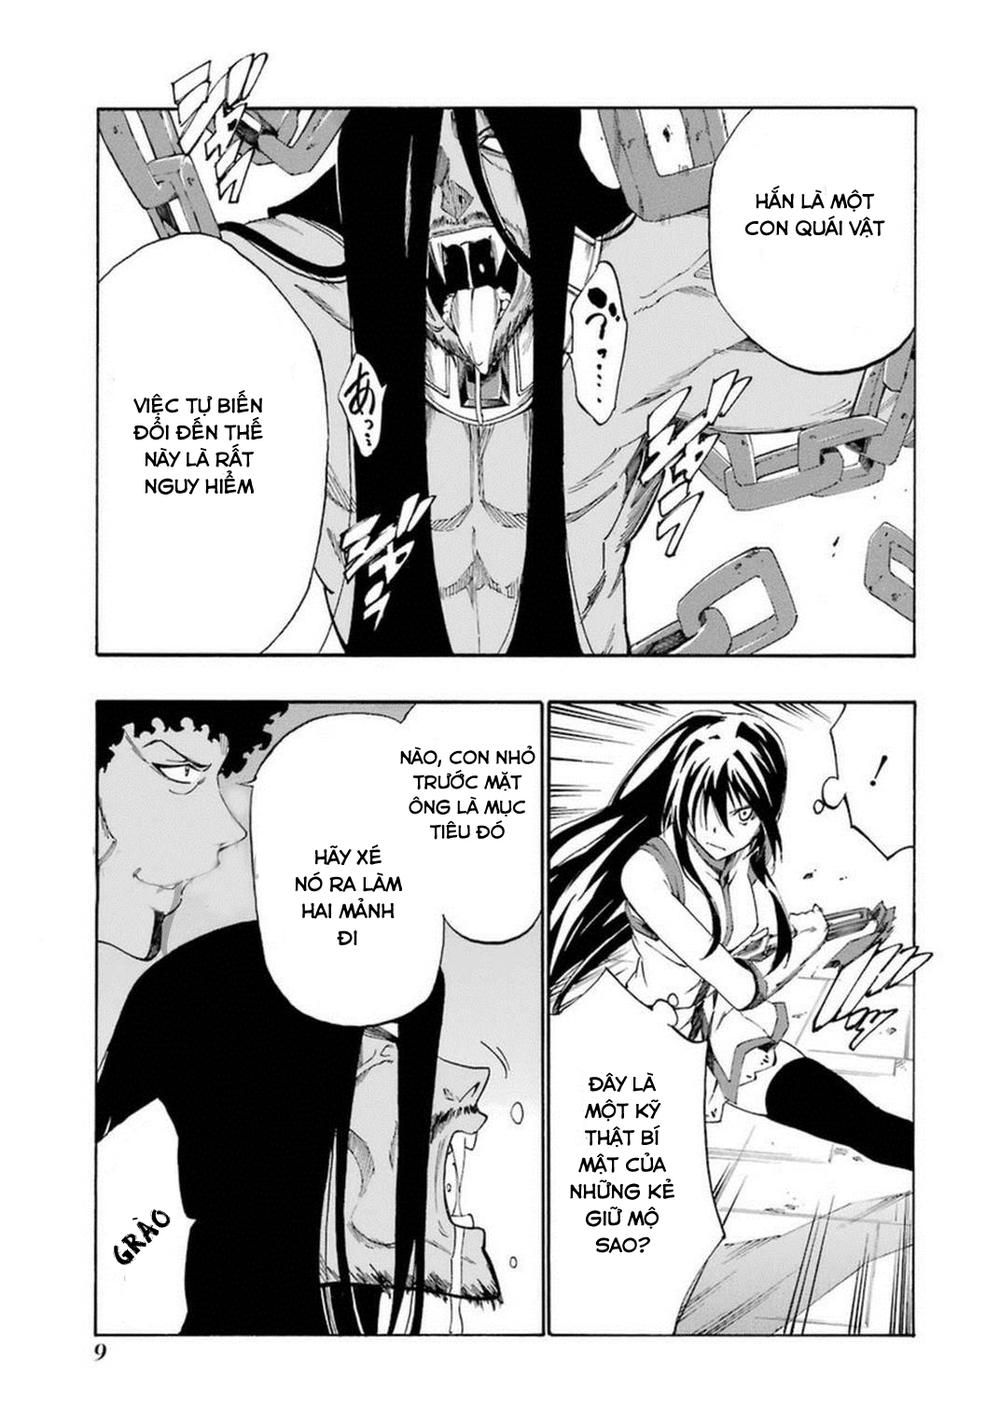 HẮN LÀ MỘT
CON QUÁI VẬT
あっ…
?……
VIỆC TỰ BIẾN
ĐỔI ĐẾN THẾ
NÀY LÀ RẤT
NGUY HIỂM
!
ĐÂY LÀ
MỘT KỸ
THẬT BÍ
MẬT CỦA
NHỮNG KẺ
GIỮ MỘ
SAO?
NÀO, CON NHỎ
TRƯỚC MẶT
ÔNG LÀ MỤC
TIÊU ĐÓ
HÃY XÉ
NÓ RA LÀM
HAI MẢNH
ĐI
GRÀO
9